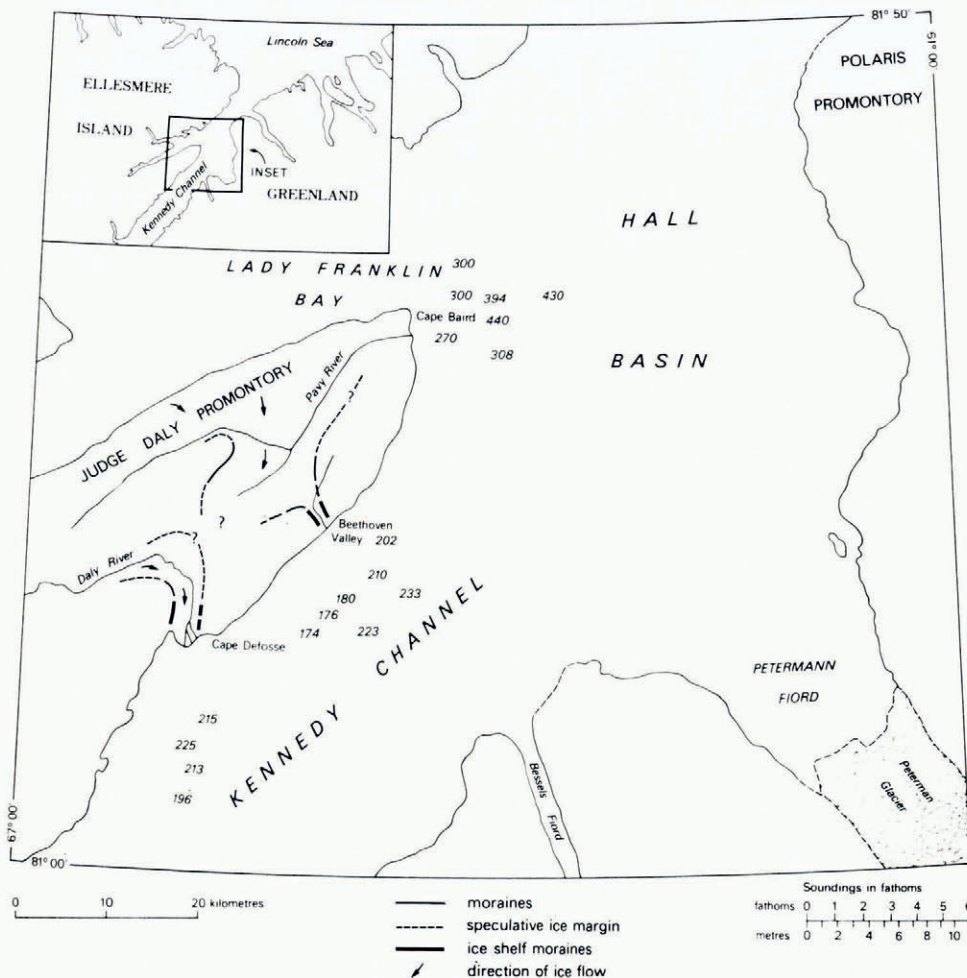 81° 50'
61° 00'
Lincoln Sea
ELLESMERE
ISLAND
INSET
Kennedy Channel
GREENLAND
POLARIS
PROMONTORY
HALL
BASIN
LADY FRANKLIN
BAY
300
300
394
430
Cape Baird
440
270
308
Pavy River
JUDGE DALY PROMONTORY
?
?
?
Beethoven
Valley
202
Daly River
210
180
233
176
174
223
Cape Defosse
KENNEDY CHANNEL
PETERMANN
FIORD
215
225
213
196
Bessels
Fiord
Peterman
Glacier
67° 00'
81° 00'
0 10 20 kilometres
moraines
speculative ice margin
ice shelf moraines
direction of ice flow
Soundings in fathoms
fathoms 0 1 2 3 4 5 6
metres 0 2 4 6 8 10